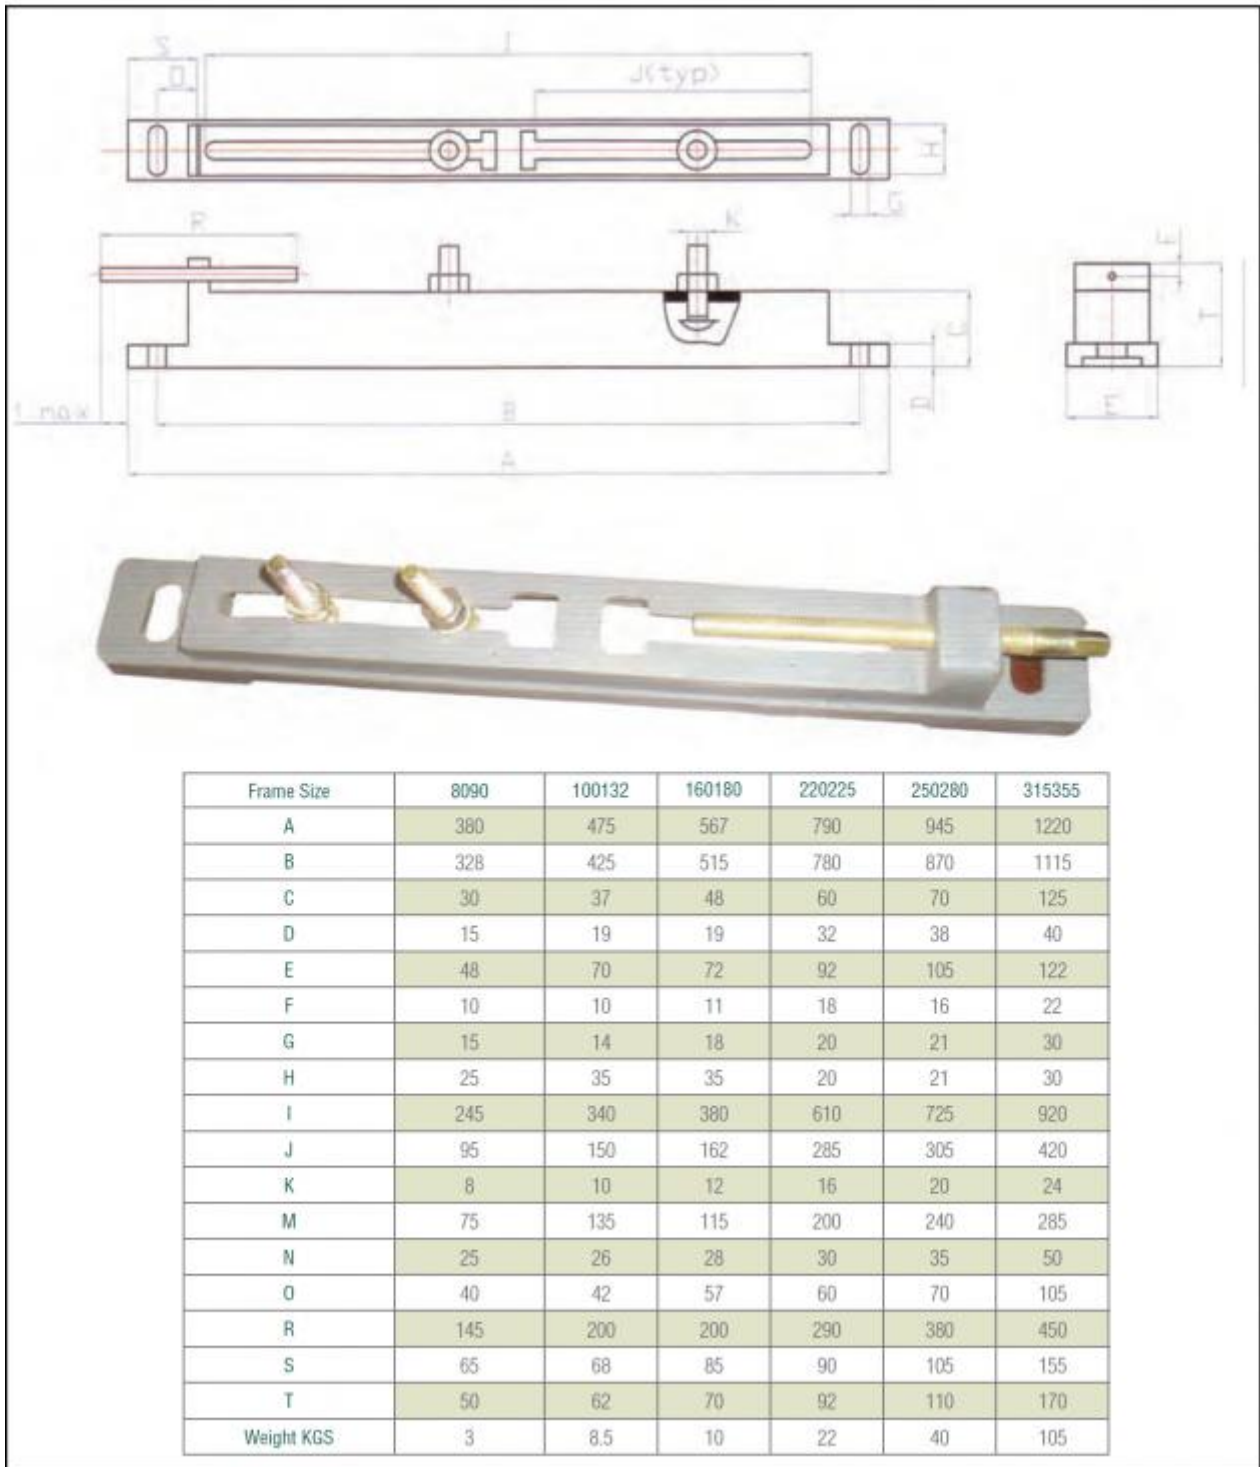 S
I
O
J(typ)
H
G
R
K
F
T
C
D
E
1 max
B
A
Frame Size 8090 100132 160180 220225 250280 315355
A 380 475 567 790 945 1220
B 328 425 515 780 870 1115
C 30 37 48 60 70 125
D 15 19 19 32 38 40
E 48 70 72 92 105 122
F 10 10 11 18 16 22
G 15 14 18 20 21 30
H 25 35 35 20 21 30
I 245 340 380 610 725 920
J 95 150 162 285 305 420
K 8 10 12 16 20 24
M 75 135 115 200 240 285
N 25 26 28 30 35 50
O 40 42 57 60 70 105
R 145 200 200 290 380 450
S 65 68 85 90 105 155
T 50 62 70 92 110 170
Weight KGS 3 8.5 10 22 40 105